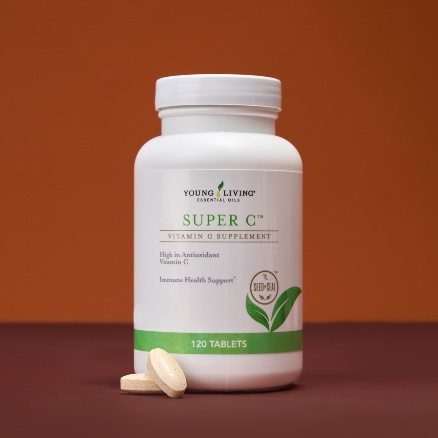 YOUNG LIVING®
ESSENTIAL OILS
SUPER C™
VITAMIN C SUPPLEMENT
High in Antioxidant
Vitamin C
Immune Health Support*
SEED to SEAL
120 TABLETS